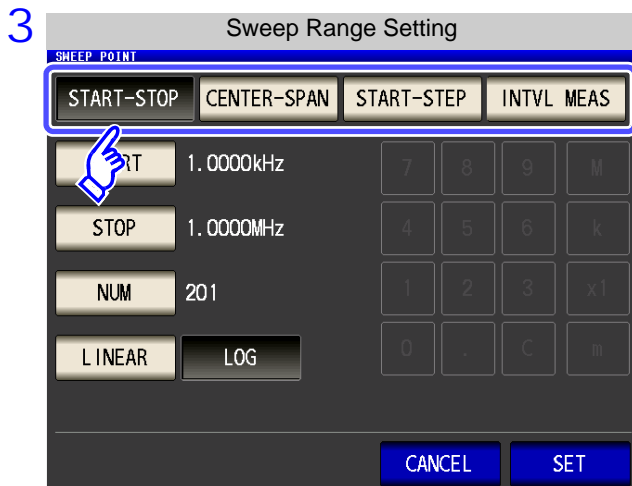 3
Sweep Range Setting
SWEEP POINT
START-STOP CENTER-SPAN START-STEP INTVL MEAS
1.0000kHz 7 8 9 M
STOP 1.0000MHz 4 5 6 k
NUM 201 1 2 3 x1
LINEAR LOG 0 . C m
CANCEL SET